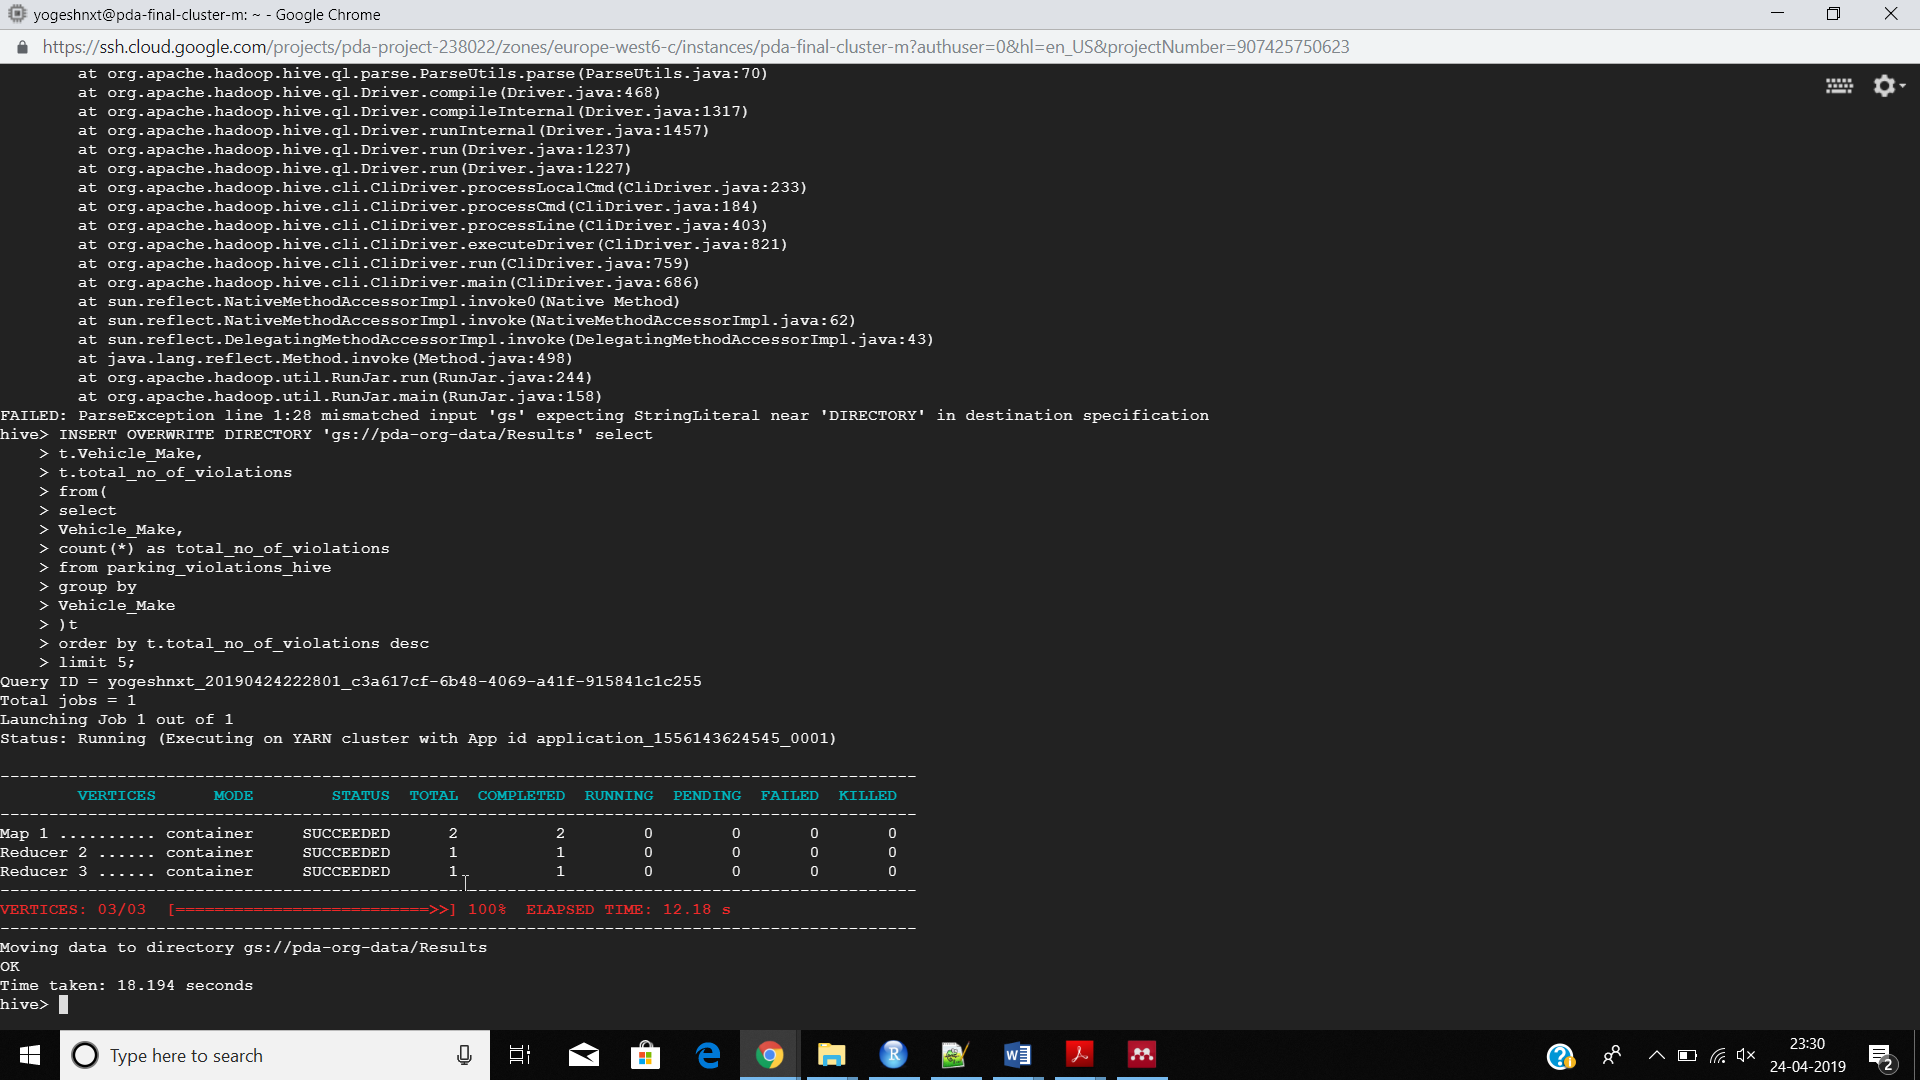 yogeshnxt@pda-final-cluster-m: ~ - Google Chrome
https://ssh.cloud.google.com/projects/pda-project-238022/zones/europe-west6-c/instances/pda-final-cluster-m?authuser=0&hl=en_US&projectNumber=907425750623
at org.apache.hadoop.hive.ql.parse.ParseUtils.parse(ParseUtils.java:70)
at org.apache.hadoop.hive.ql.Driver.compile(Driver.java:468)
at org.apache.hadoop.hive.ql.Driver.compileInternal(Driver.java:1317)
at org.apache.hadoop.hive.ql.Driver.runInternal(Driver.java:1457)
at org.apache.hadoop.hive.ql.Driver.run(Driver.java:1237)
at org.apache.hadoop.hive.ql.Driver.run(Driver.java:1227)
at org.apache.hadoop.hive.cli.CliDriver.processLocalCmd(CliDriver.java:233)
at org.apache.hadoop.hive.cli.CliDriver.processCmd(CliDriver.java:184)
at org.apache.hadoop.hive.cli.CliDriver.processLine(CliDriver.java:403)
at org.apache.hadoop.hive.cli.CliDriver.executeDriver(CliDriver.java:821)
at org.apache.hadoop.hive.cli.CliDriver.run(CliDriver.java:759)
at org.apache.hadoop.hive.cli.CliDriver.main(CliDriver.java:686)
at sun.reflect.NativeMethodAccessorImpl.invoke0(Native Method)
at sun.reflect.NativeMethodAccessorImpl.invoke(NativeMethodAccessorImpl.java:62)
at sun.reflect.DelegatingMethodAccessorImpl.invoke(DelegatingMethodAccessorImpl.java:43)
at java.lang.reflect.Method.invoke(Method.java:498)
at org.apache.hadoop.util.RunJar.run(RunJar.java:244)
at org.apache.hadoop.util.RunJar.main(RunJar.java:158)
FAILED: ParseException line 1:28 mismatched input 'gs' expecting StringLiteral near 'DIRECTORY' in destination specification
hive> INSERT OVERWRITE DIRECTORY 'gs://pda-org-data/Results' select
> t.Vehicle_Make,
> t.total_no_of_violations
> from(
> select
> Vehicle_Make,
> count(*) as total_no_of_violations
> from parking_violations_hive
> group by
> Vehicle_Make
> )t
> order by t.total_no_of_violations desc
> limit 5;
Query ID = yogeshnxt_20190424222801_c3a617cf-6b48-4069-a41f-915841c1c255
Total jobs = 1
Launching Job 1 out of 1
Status: Running (Executing on YARN cluster with App id application_1556143624545_0001)
----------------------------------------------------------------------------------------------
VERTICES MODE STATUS TOTAL COMPLETED RUNNING PENDING FAILED KILLED
----------------------------------------------------------------------------------------------
Map 1 .......... container SUCCEEDED 2 2 0 0 0 0
Reducer 2 ...... container SUCCEEDED 1 1 0 0 0 0
Reducer 3 ...... container SUCCEEDED 1 1 0 0 0 0
----------------------------------------------------------------------------------------------
VERTICES: 03/03 [==========================>>] 100% ELAPSED TIME: 12.18 s
----------------------------------------------------------------------------------------------
Moving data to directory gs://pda-org-data/Results
OK
Time taken: 18.194 seconds
hive>
Type here to search
23:30
24-04-2019
2